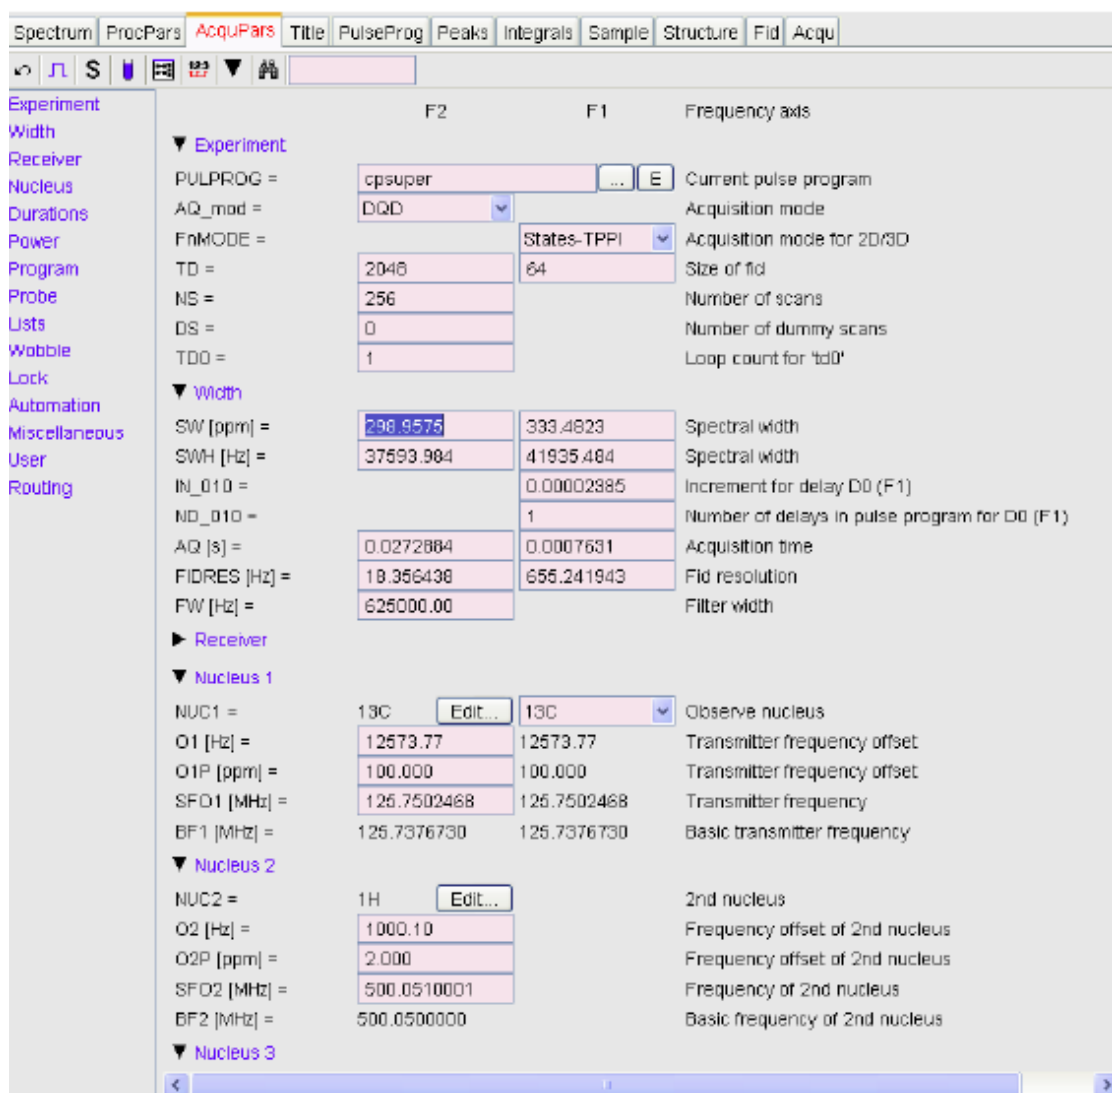 Spectrum ProcPars AcquPars Title PulseProg Peaks Integrals Sample Structure Fid Acqu
S
Experiment
Width
Receiver
Nucleus
Durations
Power
Program
Probe
Lists
Wobble
Lock
Automation
Miscellaneous
User
Routing
F2 F1 Frequency axis
Experiment
PULPROG = cpsuper ... E Current pulse program
AQ_mod = DQD Acquisition mode
FnMODE = States-TPPI Acquisition mode for 2D/3D
TD = 2048 64 Size of fid
NS = 256 Number of scans
DS = 0 Number of dummy scans
TD0 = 1 Loop count for 'td0'
Width
SW [ppm] = 298.9575 333.4823 Spectral width
SWH [Hz] = 37593.984 41935.484 Spectral width
IN_010 = 0.00002385 Increment for delay D0 (F1)
ND_010 = 1 Number of delays in pulse program for D0 (F1)
AQ [s] = 0.0272884 0.0007631 Acquisition time
FIDRES [Hz] = 18.356438 655.241943 Fid resolution
FW [Hz] = 625000.00 Filter width
Receiver
Nucleus 1
NUC1 = 13C Edit... 13C Observe nucleus
O1 [Hz] = 12573.77 12573.77 Transmitter frequency offset
O1P [ppm] = 100.000 100.000 Transmitter frequency offset
SFO1 [MHz] = 125.7502468 125.7502468 Transmitter frequency
BF1 [MHz] = 125.7376730 125.7376730 Basic transmitter frequency
Nucleus 2
NUC2 = 1H Edit... 2nd nucleus
O2 [Hz] = 1000.10 Frequency offset of 2nd nucleus
O2P [ppm] = 2.000 Frequency offset of 2nd nucleus
SFO2 [MHz] = 500.0510001 Frequency of 2nd nucleus
BF2 [MHz] = 500.0500000 Basic frequency of 2nd nucleus
Nucleus 3